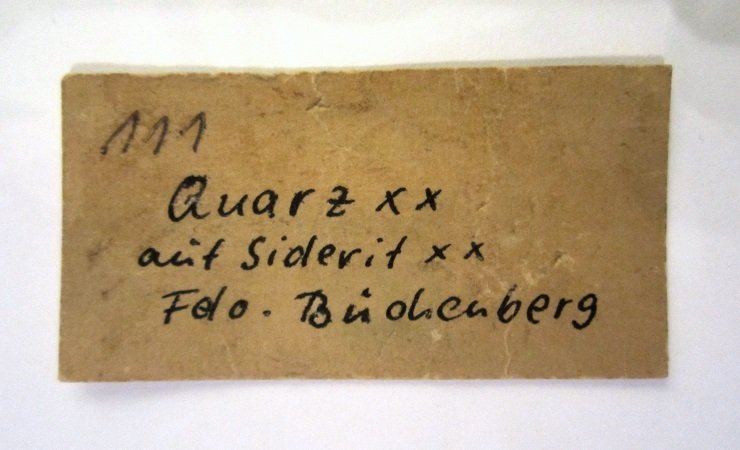 111
Quarz xx
auf Siderit xx
Fdo. Büchenberg